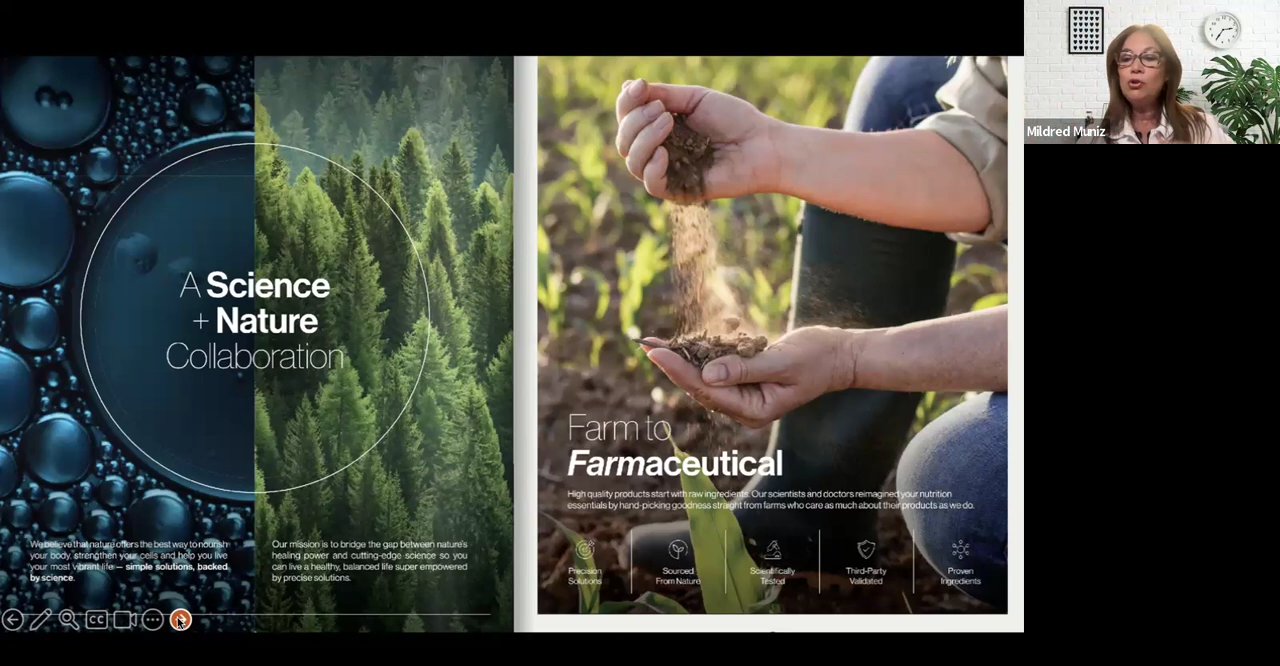 A Science
+ Nature
Collaboration
We believe that nature offers the best way to nourish
your body, strengthen your cells and help you live
your most vibrant life – simple solutions, backed
by science.
Our mission is to bridge the gap between nature's
healing power and cutting-edge science so you
can live a healthy, balanced life super empowered
by precise solutions.
Farm to
Farmaceutical
High quality products start with raw ingredients. Our scientists and doctors reimagined your nutrition
essentials by hand-picking goodness straight from farms who care as much about their products as we do.
Precision
Solutions
Sourced
From Nature
Scientifically
Tested
Third-Party
Validated
Proven
Ingredients
CC
Mildred Muniz